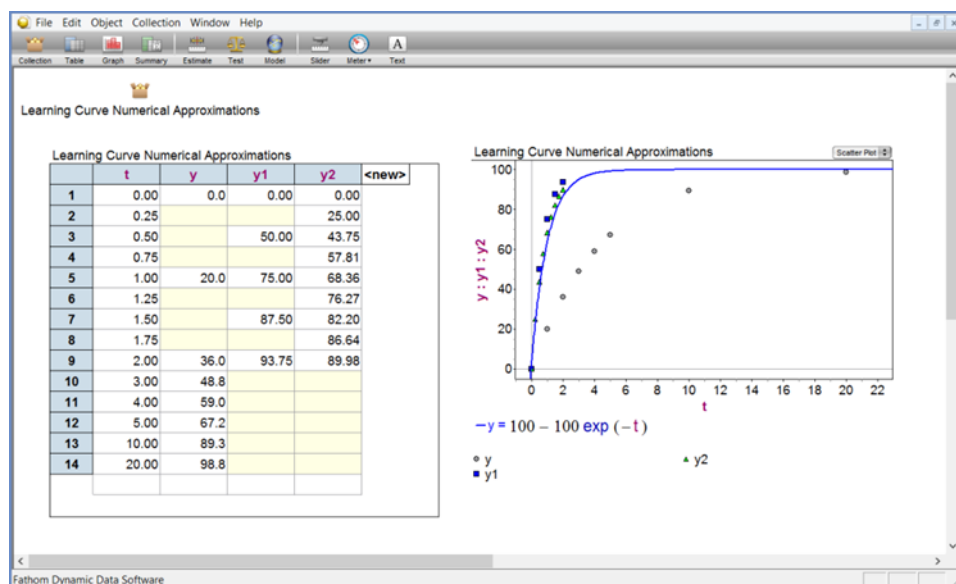 File Edit Object Collection Window Help
Collection Table Graph Summary Estimate Test Model Slider Meter Text
Learning Curve Numerical Approximations
Learning Curve Numerical Approximations
t y y1 y2 <new>
1 0.00 0.0 0.00 0.00
2 0.25 25.00
3 0.50 50.00 43.75
4 0.75 57.81
5 1.00 20.0 75.00 68.36
6 1.25 76.27
7 1.50 87.50 82.20
8 1.75 86.64
9 2.00 36.0 93.75 89.98
10 3.00 48.8
11 4.00 59.0
12 5.00 67.2
13 10.00 89.3
14 20.00 98.8
Learning Curve Numerical Approximations
Scatter Plot
100
80
60
40
20
0
y : y1 : y2
0 2 4 6 8 10 12 14 16 18 20 22
t
y = 100 − 100 exp (−t)
y y2
y1
Fathom Dynamic Data Software